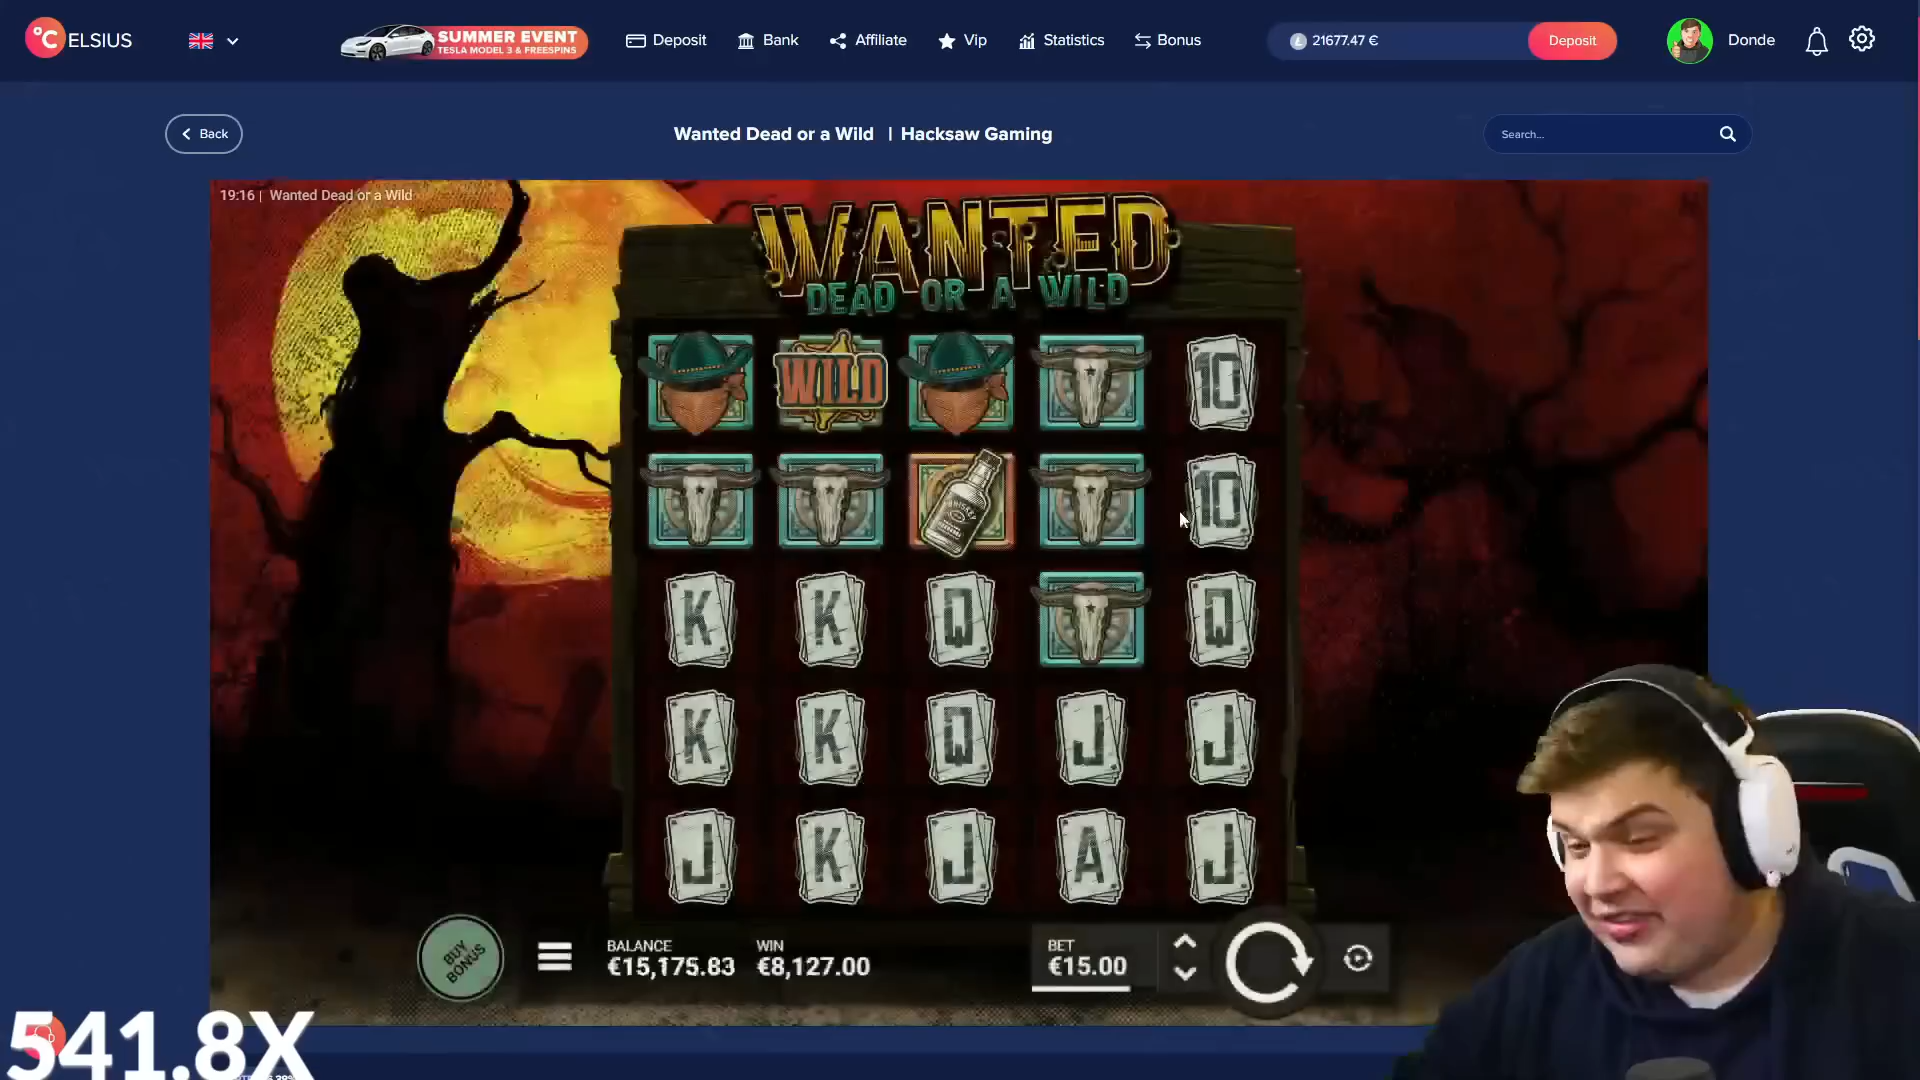 °C ELSIUS
SUMMER EVENT
TESLA MODEL 3 & FREESPINS
Deposit
Bank
Affiliate
Vip
Statistics
Bonus
21677.47 €
Deposit
Donde
Back
Wanted Dead or a Wild | Hacksaw Gaming
Search...
19:16 | Wanted Dead or a Wild
WANTED
DEAD OR A WILD
WILD
10
WHISKEY
10
K K Q Q
K K Q J J
J K J A J
BUY BONUS
BALANCE
€15,175.83
WIN
€8,127.00
BET
€15.00
541.8X